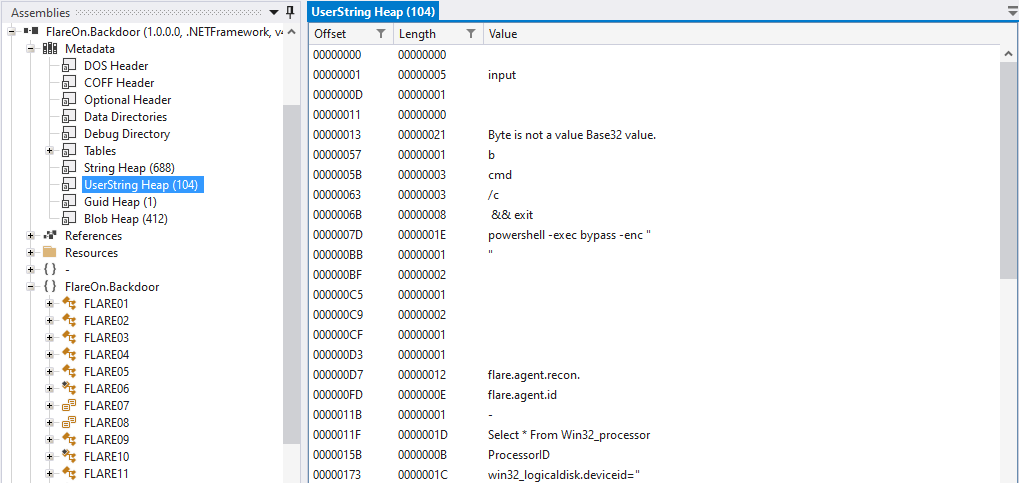 Assemblies
FlareOn.Backdoor (1.0.0.0, .NETFramework, v4
Metadata
DOS Header
COFF Header
Optional Header
Data Directories
Debug Directory
Tables
String Heap (688)
UserString Heap (104)
Guid Heap (1)
Blob Heap (412)
References
Resources
{ } -
{ } FlareOn.Backdoor
FLARE01
FLARE02
FLARE03
FLARE04
FLARE05
FLARE06
FLARE07
FLARE08
FLARE09
FLARE10
FLARE11
UserString Heap (104)
Offset Length Value
00000000 00000000
00000001 00000005 input
0000000D 00000001
00000011 00000000
00000013 00000021 Byte is not a value Base32 value.
00000057 00000001 b
0000005B 00000003 cmd
00000063 00000003 /c
0000006B 00000008 && exit
0000007D 0000001E powershell -exec bypass -enc "
000000BB 00000001 "
000000BF 00000002
000000C5 00000001
000000C9 00000002
000000CF 00000001
000000D3 00000001
000000D7 00000012 flare.agent.recon.
000000FD 0000000E flare.agent.id
0000011B 00000001 -
0000011F 0000001D Select * From Win32_processor
0000015B 0000000B ProcessorID
00000173 0000001C win32_logicaldisk.deviceid="